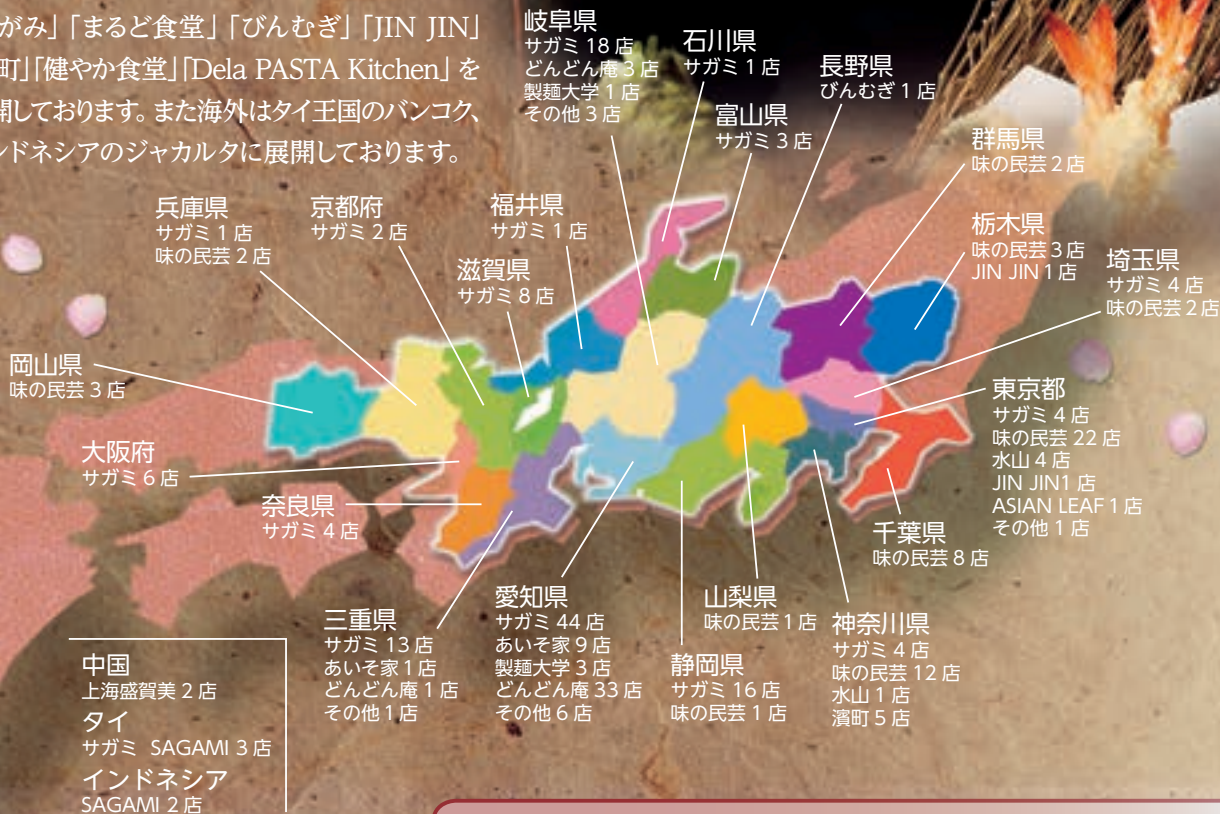 がみ」「まるど食堂」「びんむぎ」「JIN JIN」
町」「健やか食堂」「Dela PASTA Kitchen」を
開しております。また海外はタイ王国のバンコク、
ンドネシアのジャカルタに展開しております。
岐阜県
サガミ 18 店
どんどん庵 3 店
製麺大学 1 店
その他 3 店
石川県
サガミ 1 店
富山県
サガミ 3 店
長野県
びんむぎ 1 店
群馬県
味の民芸 2 店
栃木県
味の民芸 3 店
JIN JIN 1 店
埼玉県
サガミ 4 店
味の民芸 2 店
兵庫県
サガミ 1 店
味の民芸 2 店
京都府
サガミ 2 店
福井県
サガミ 1 店
滋賀県
サガミ 8 店
岡山県
味の民芸 3 店
大阪府
サガミ 6 店
奈良県
サガミ 4 店
東京都
サガミ 4 店
味の民芸 22 店
水山 4 店
JIN JIN1 店
ASIAN LEAF 1 店
その他 1 店
千葉県
味の民芸 8 店
三重県
サガミ 13 店
あいそ家 1 店
どんどん庵 1 店
その他 1 店
愛知県
サガミ 44 店
あいそ家 9 店
製麺大学 3 店
どんどん庵 33 店
その他 6 店
静岡県
サガミ 16 店
味の民芸 1 店
山梨県
味の民芸 1 店
神奈川県
サガミ 4 店
味の民芸 12 店
水山 1 店
濱町 5 店
中国
上海盛賀美 2 店
タイ
サガミ SAGAMI 3 店
インドネシア
SAGAMI 2 店